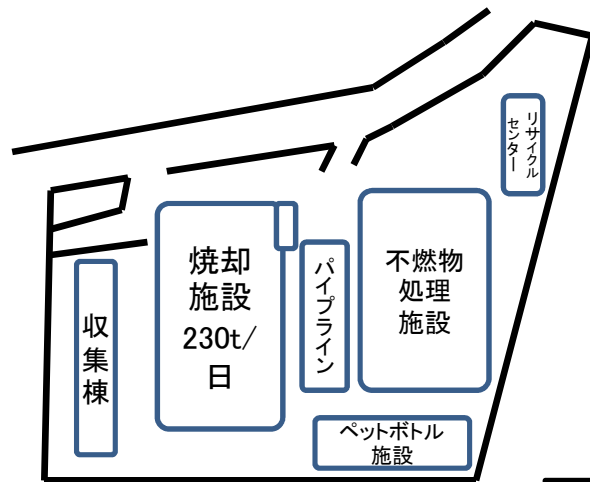 リサイクル
センター
焼却
施設
230t/
日
パイプライン
不燃物
処理
施設
収集棟
ペットボトル
施設